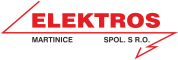 ELEKTROS
MARTINICE SPOL. S R.O.